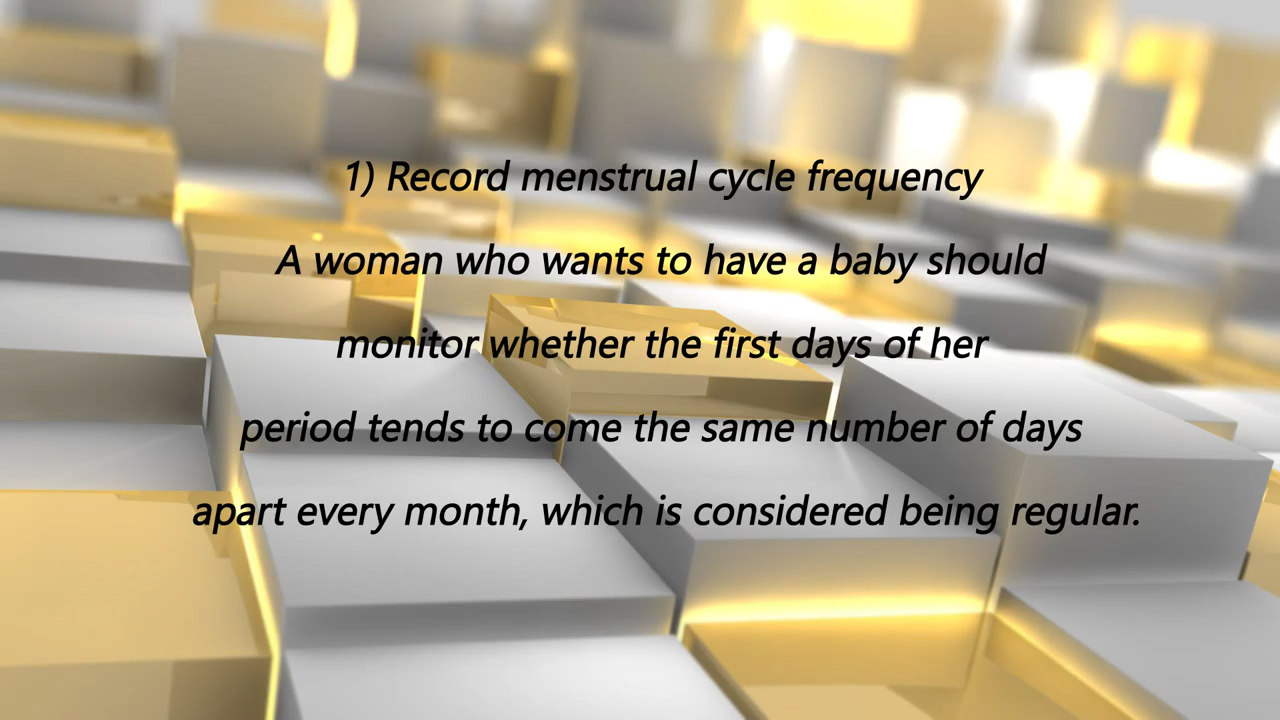 1) Record menstrual cycle frequency
A woman who wants to have a baby should
monitor whether the first days of her
period tends to come the same number of days
apart every month, which is considered being regular.